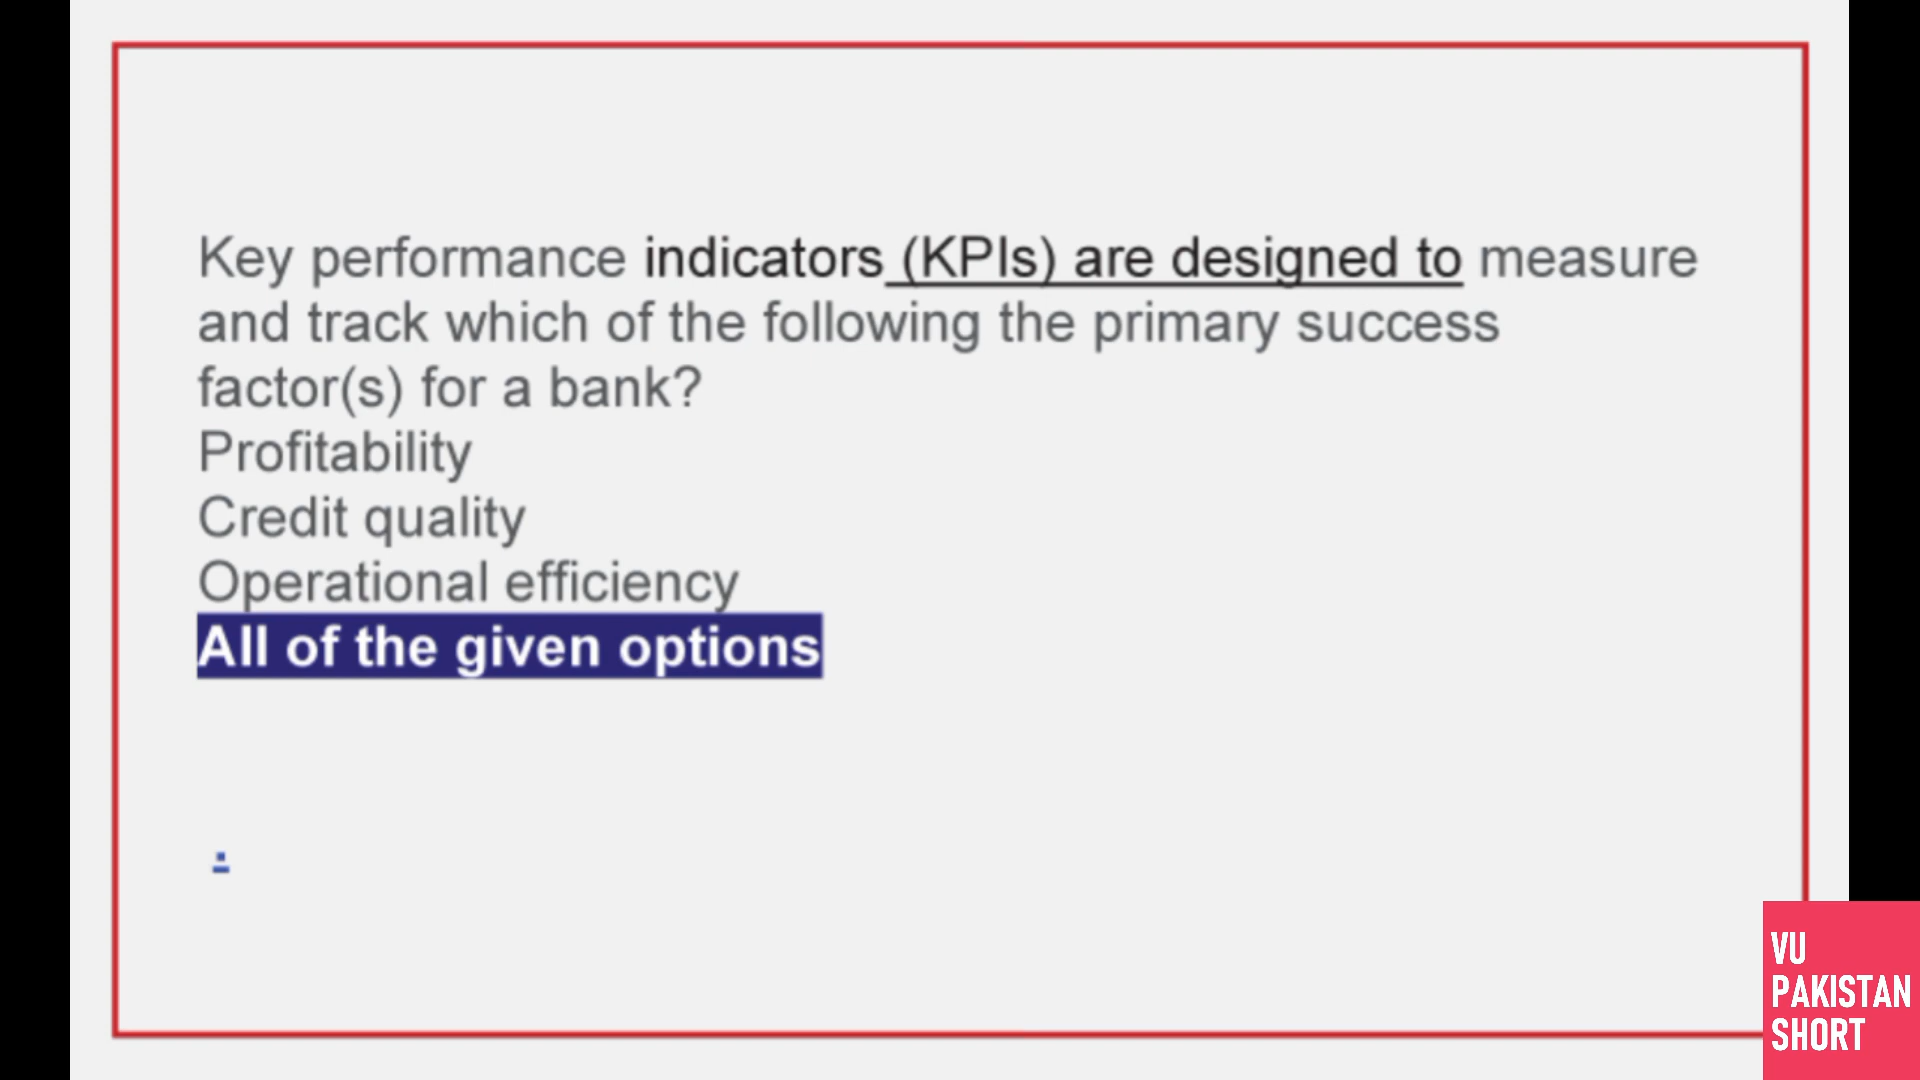 Key performance indicators (KPIs) are designed to measure
and track which of the following the primary success
factor(s) for a bank?
Profitability
Credit quality
Operational efficiency
All of the given options
.
VU
PAKISTAN
SHORT